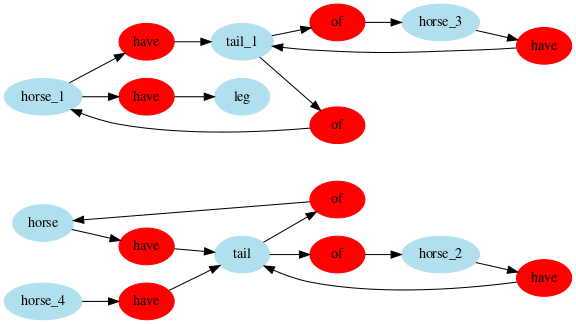 of
horse_3
have
tail_1
have
horse_1
have
leg
of
of
horse
have
tail
of
horse_2
have
horse_4
have